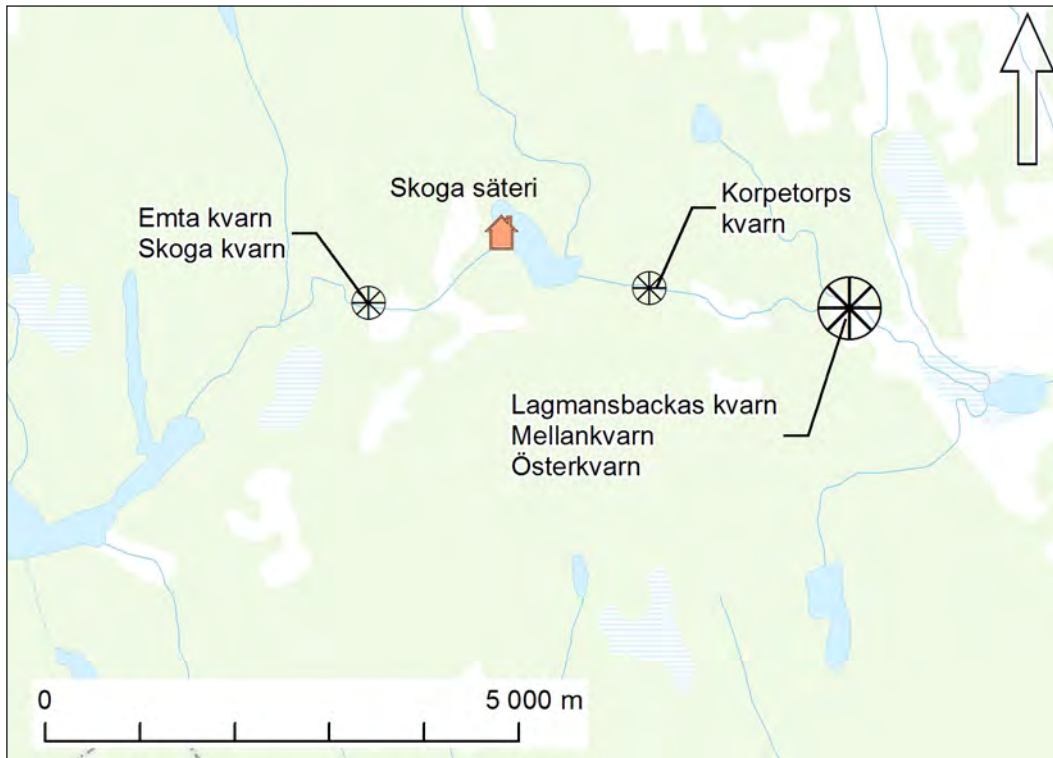 Skoga säteri
Emta kvarn
Skoga kvarn
Korpetorps
kvarn
Lagmansbackas kvarn
Mellankvarn
Österkvarn
0
5 000 m